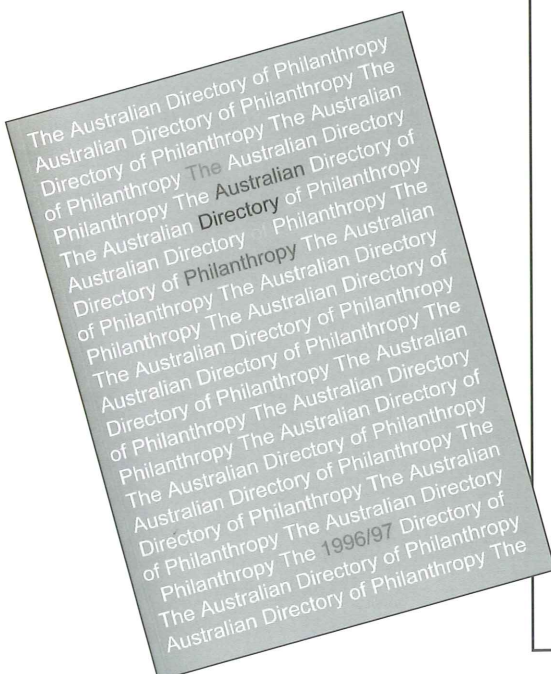 The Australian Directory of Philanthropy
Australian Directory of Philanthropy The
Directory of Philanthropy The Australian
of Philanthropy The Australian Directory
Philanthropy The Australian Directory of
The Australian Directory of Philanthropy
Australian Directory of Philanthropy The
Directory of Philanthropy The Australian
of Philanthropy The Australian Directory
Philanthropy The Australian Directory of
The Australian Directory of Philanthropy
Australian Directory of Philanthropy The
Directory of Philanthropy The Australian
of Philanthropy The Australian Directory
Philanthropy The Australian Directory of
The Australian Directory of Philanthropy
Australian Directory of Philanthropy The
Directory of Philanthropy The Australian
of Philanthropy The Australian Directory
Philanthropy The 1996/97 Directory of
The Australian Directory of Philanthropy
Australian Directory of Philanthropy The